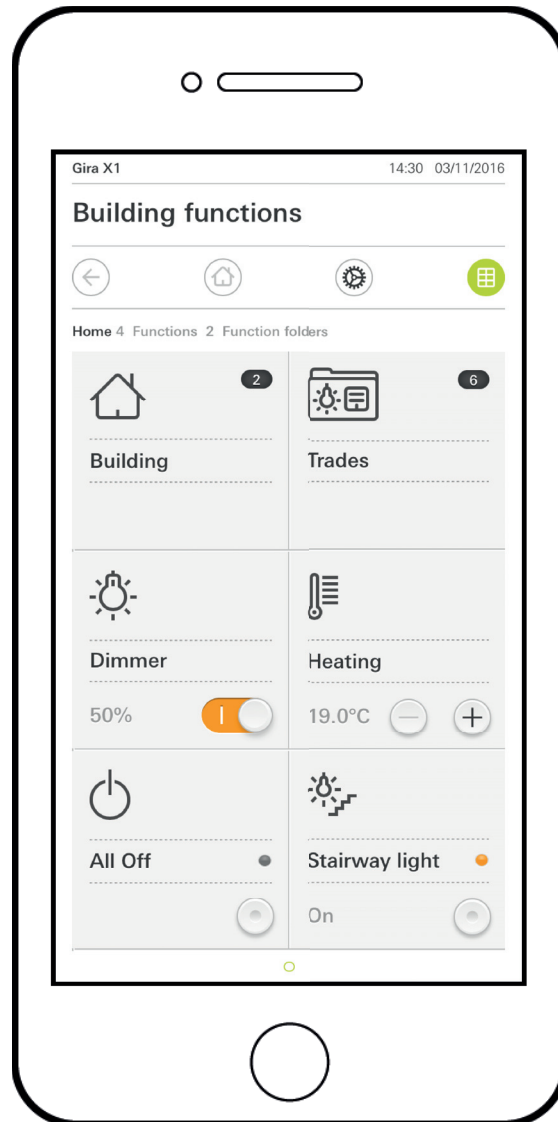 Gira X1 14:30 03/11/2016
Building functions
Home 4 Functions 2 Function folders
2
Building
6
Trades
Dimmer
50%
Heating
19.0°C
All Off
Stairway light
On